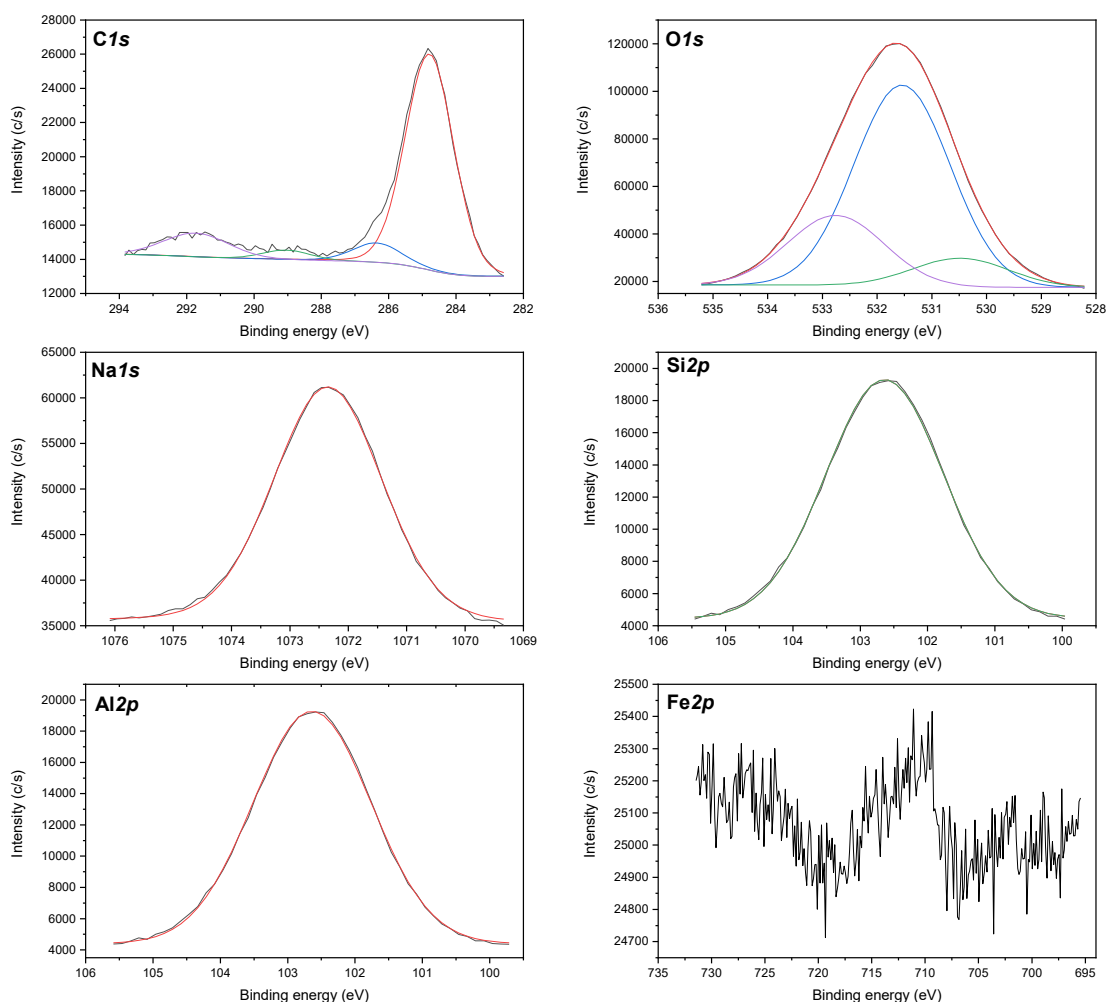 C1s
Intensity (c/s)
28000
26000
24000
22000
20000
18000
16000
14000
12000
294 292 290 288 286 284 282
Binding energy (eV)
O1s
Intensity (c/s)
120000
100000
80000
60000
40000
20000
535 534 533 532 531 530 529 528
Binding energy (eV)
Na1s
Intensity (c/s)
65000
60000
55000
50000
45000
40000
35000
1076 1075 1074 1073 1072 1071 1070 1069
Binding energy (eV)
Si2p
Intensity (c/s)
20000
18000
16000
14000
12000
10000
8000
6000
4000
106 105 104 103 102 101 100
Binding energy (eV)
Al2p
Intensity (c/s)
20000
18000
16000
14000
12000
10000
8000
6000
4000
106 105 104 103 102 101 100
Binding energy (eV)
Fe2p
Intensity (c/s)
25500
25400
25300
25200
25100
25000
24900
24800
24700
735 730 725 720 715 710 705 700 695
Binding energy (eV)